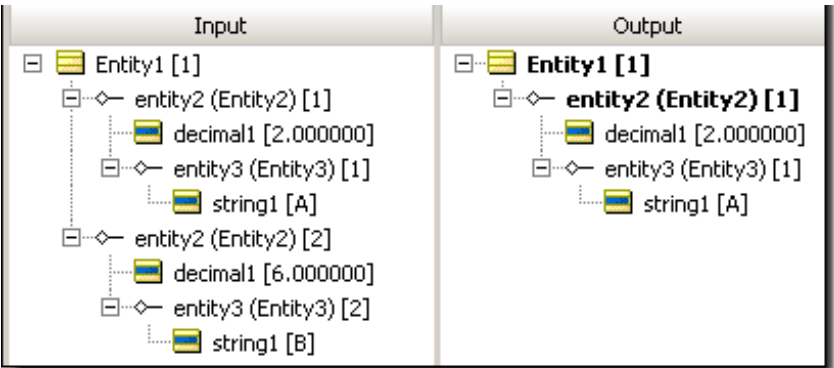 Input
Entity1 [1]
entity2 (Entity2) [1]
decimal1 [2.000000]
entity3 (Entity3) [1]
string1 [A]
entity2 (Entity2) [2]
decimal1 [6.000000]
entity3 (Entity3) [2]
string1 [B]
Output
Entity1 [1]
entity2 (Entity2) [1]
decimal1 [2.000000]
entity3 (Entity3) [1]
string1 [A]